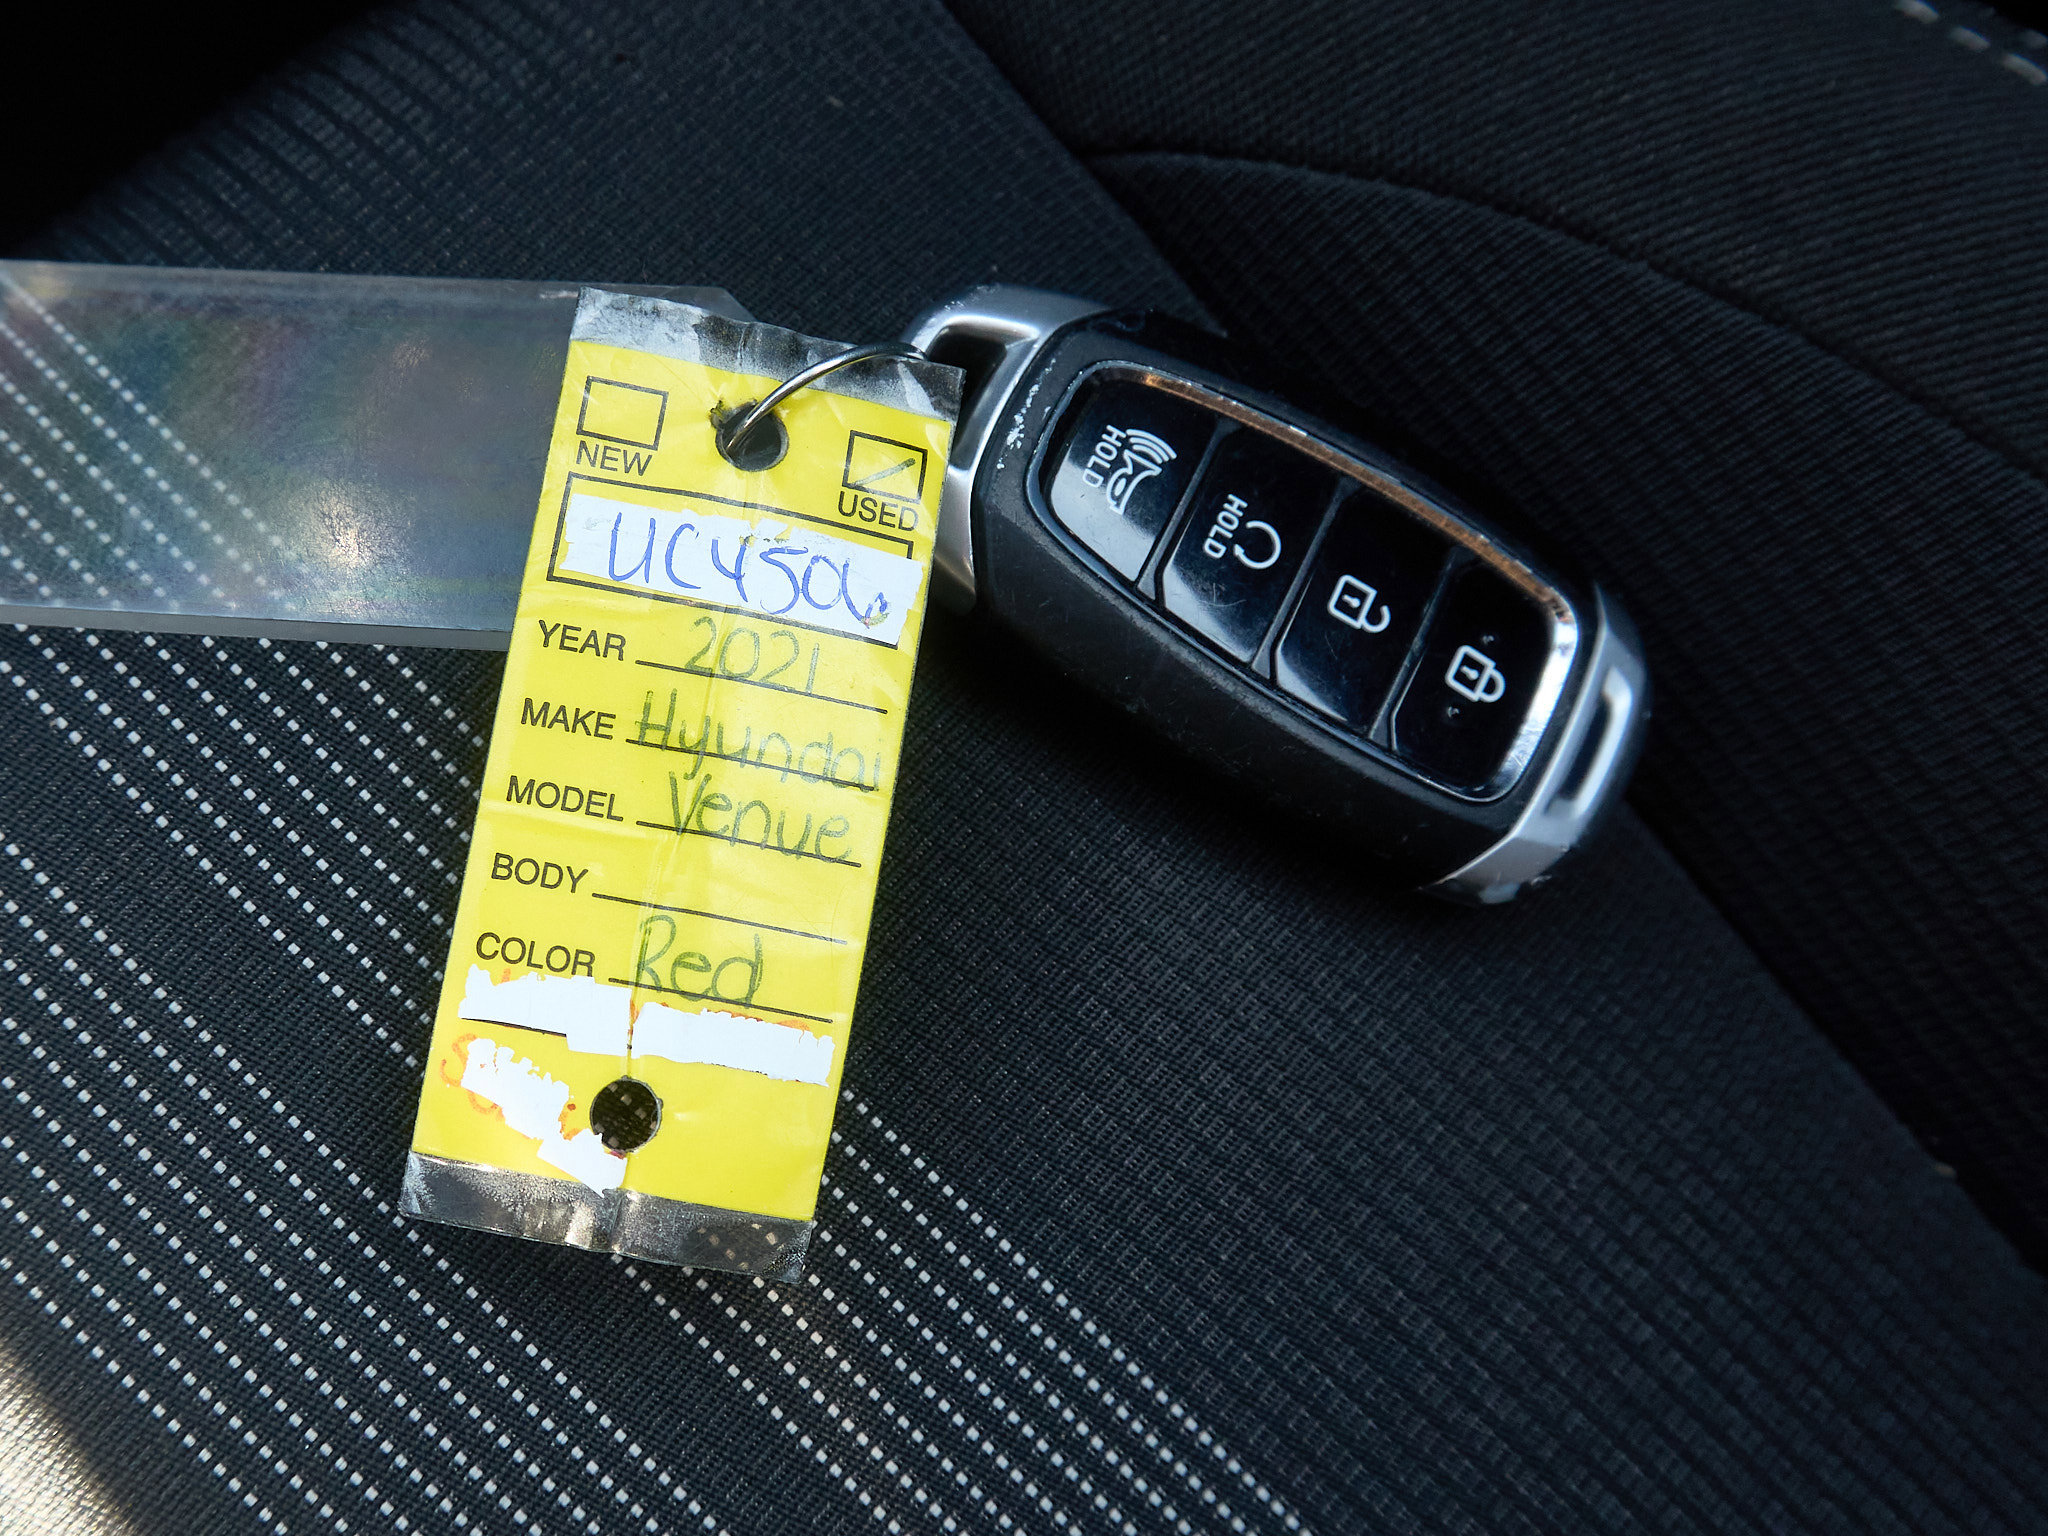 NEW
USED
UC4506
YEAR 2021
MAKE Hyundai
MODEL Venue
BODY
COLOR Red
HOLD
HOLD